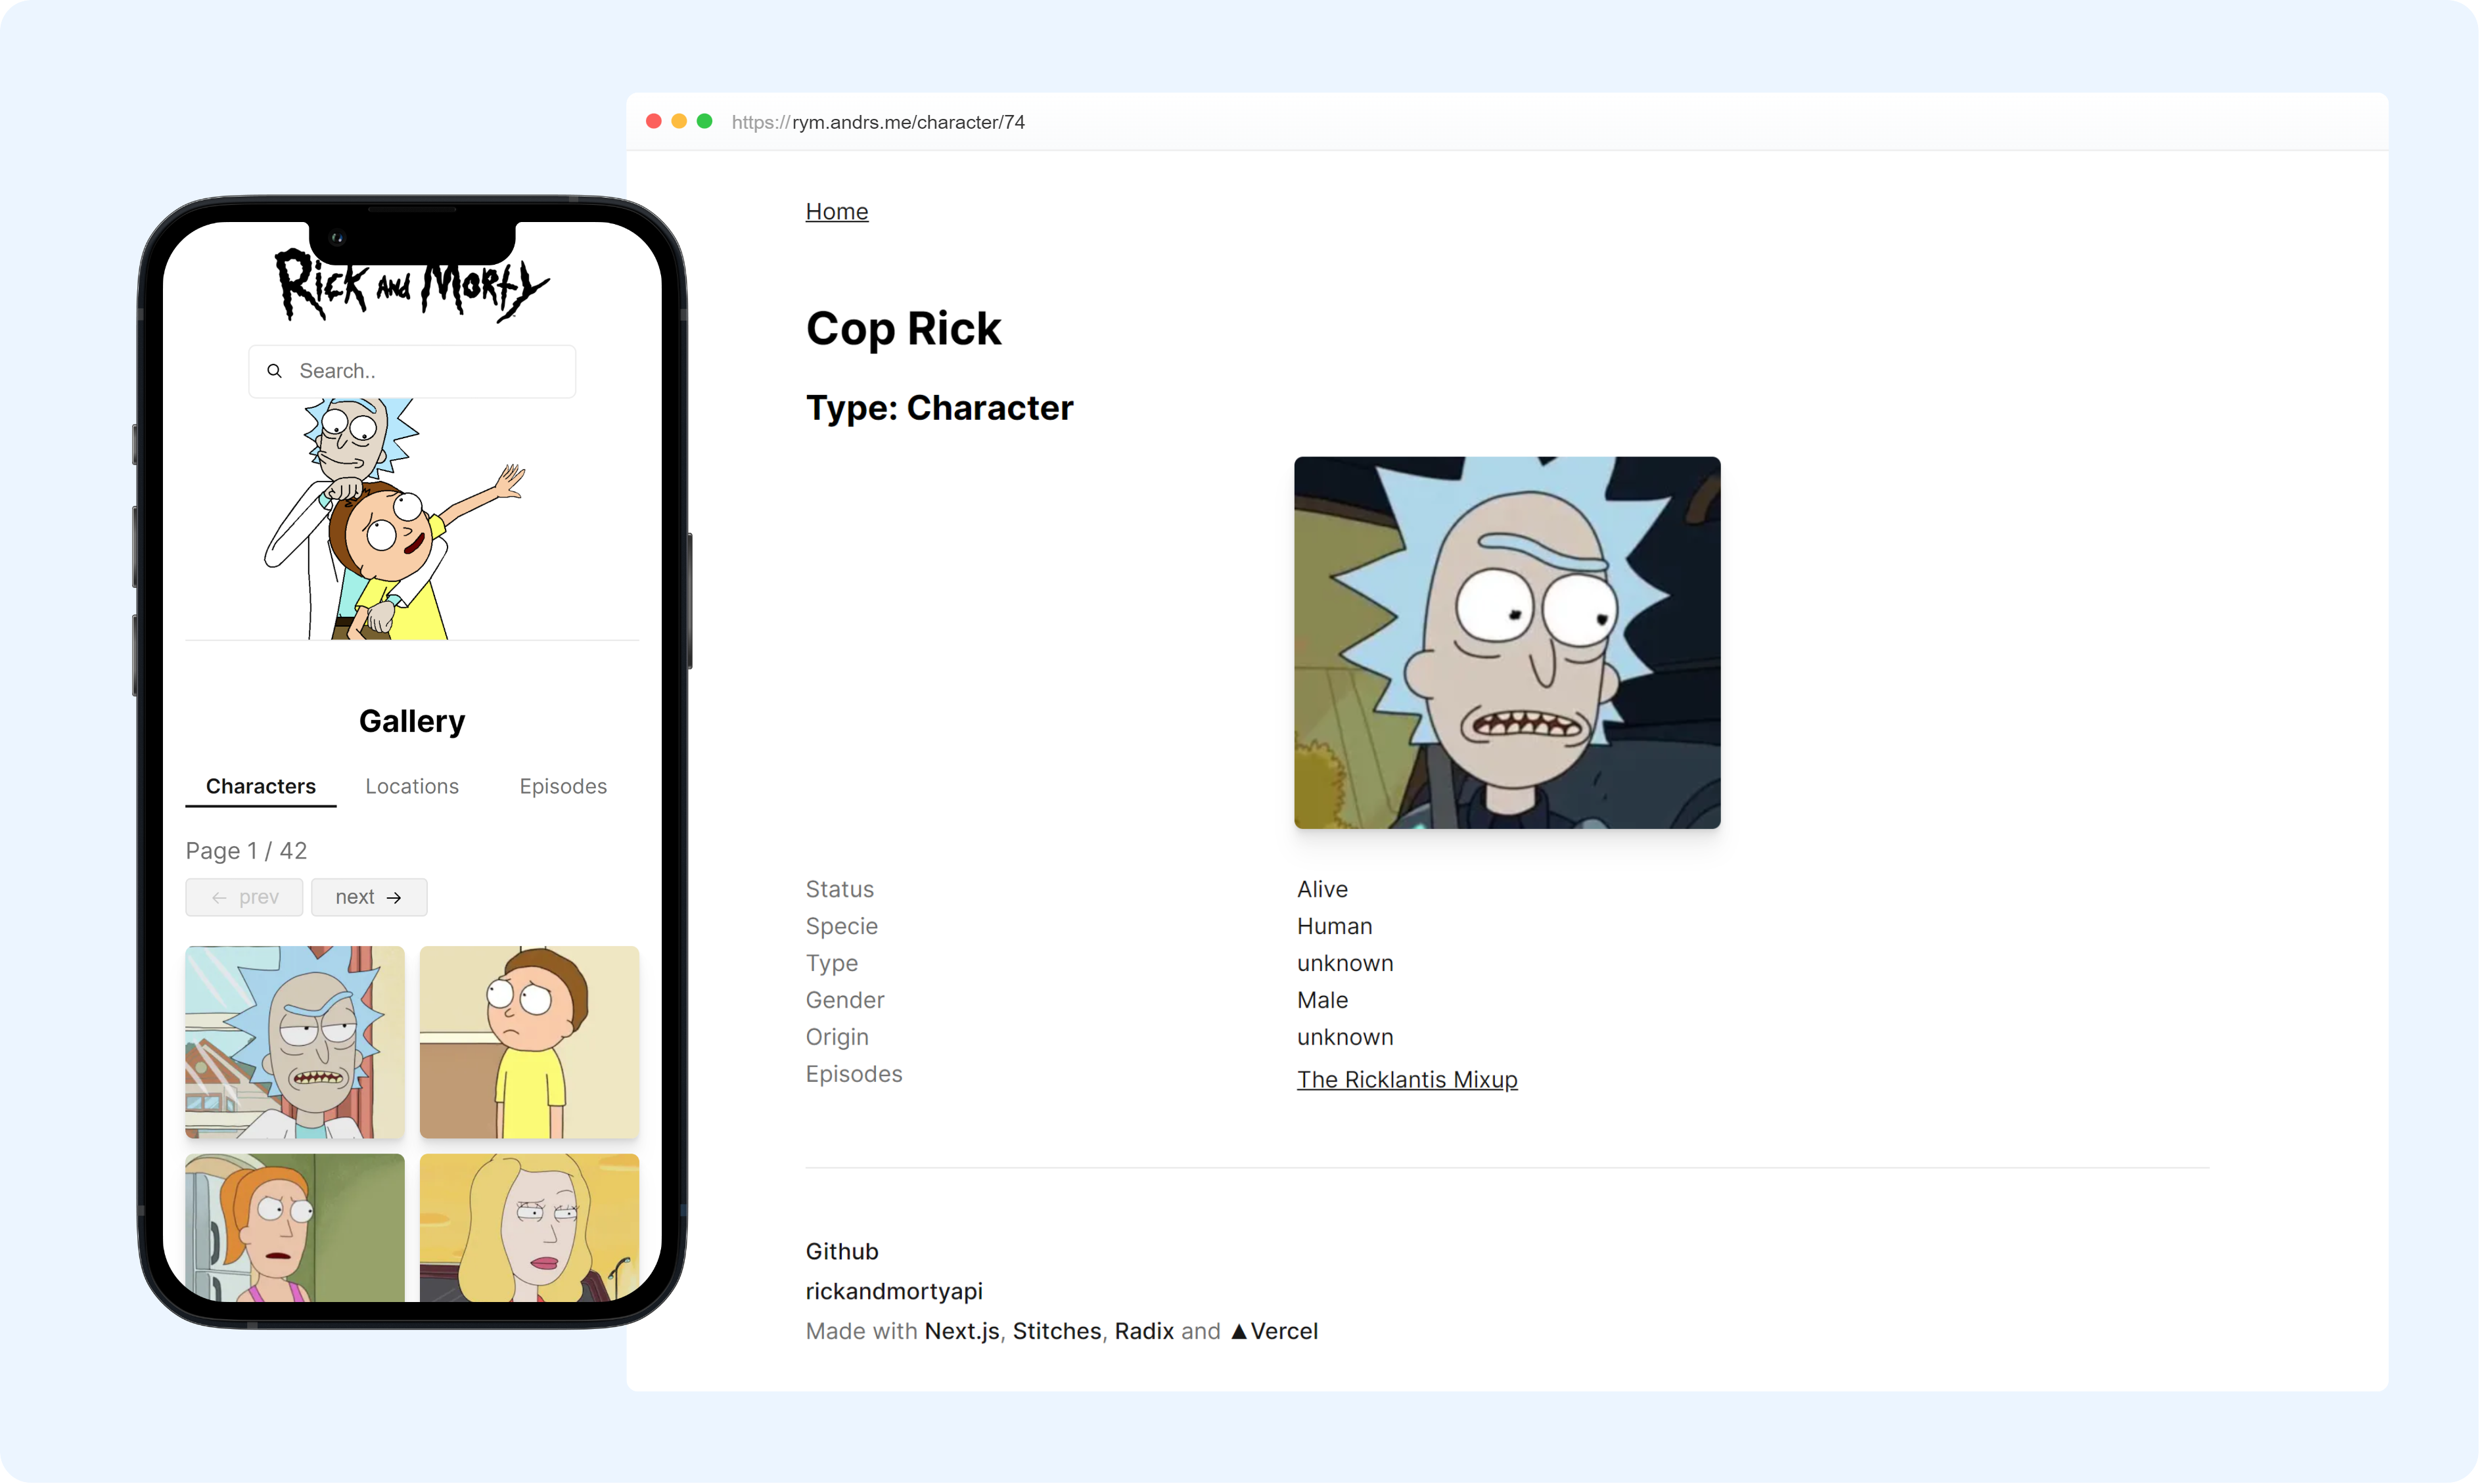 https://rym.andrs.me/character/74
Home
Cop Rick
Type: Character
Status Alive
Specie Human
Type unknown
Gender Male
Origin unknown
Episodes The Ricklantis Mixup
Github
rickandmortyapi
Made with Next.js, Stitches, Radix and ▲Vercel
Rick and Morty
Search..
Gallery
Characters Locations Episodes
Page 1 / 42
← prev next →